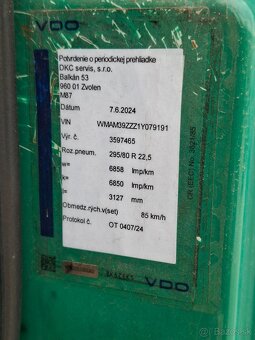 VDO
Potvrdenie o periodickej prehliadke
DKC servis, s.r.o.
Balkán 53
960 01 Zvolen
M87
Dátum 7.6.2024
VIN WMAM39ZZZ1Y079191
Výr. č. 3597465
Roz.pneum. 295/80 R 22,5
w= 6858 Imp/km
k= 6850 Imp/km
l= 3127 mm
Obmedz.rých.v(set) 85 km/h
Protokol č. OT 0407/24
VDO